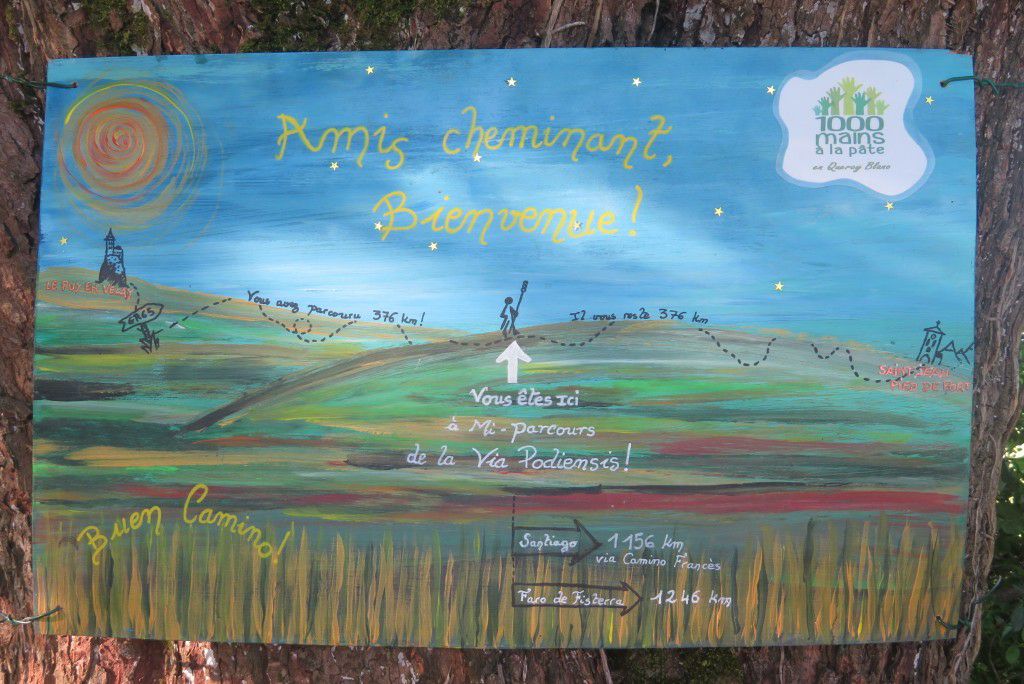 Amis cheminant,
Bienvenue !
1000
mains
à la pâte
en Quercy Blanc
LE PUY EN VELAY
GR65
Vous avez parcouru 376 km !
Il vous reste 376 km
SAINT JEAN
PIED DE PORT
Vous êtes Ici
à Mi-parcours
de la Via Podiensis !
Buen Camino !
Santiago 1156 km
via Camino Francès
Faro de Fisterra 1246 km